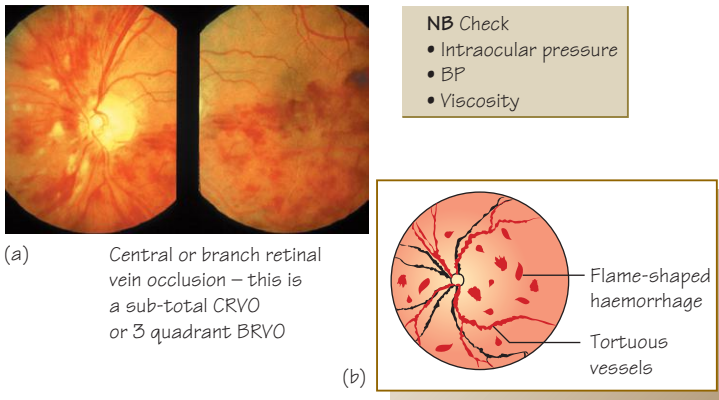 NB Check
• Intraocular pressure
• BP
• Viscosity
(a)
Central or branch retinal
vein occlusion – this is
a sub-total CRVO
or 3 quadrant BRVO
Flame-shaped
haemorrhage
Tortuous
vessels
(b)